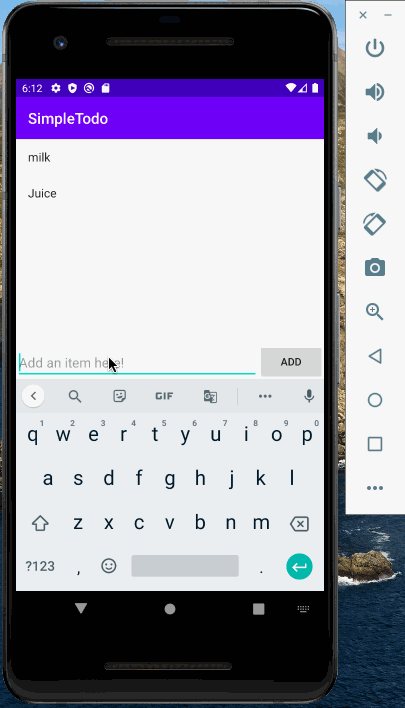 6:12
SimpleTodo
milk
Juice
Add an item here!
ADD
GIF
1 2 3 4 5 6 7 8 9 0
q w e r t y u i o p
a s d f g h j k l
z x c v b n m
?123 , .